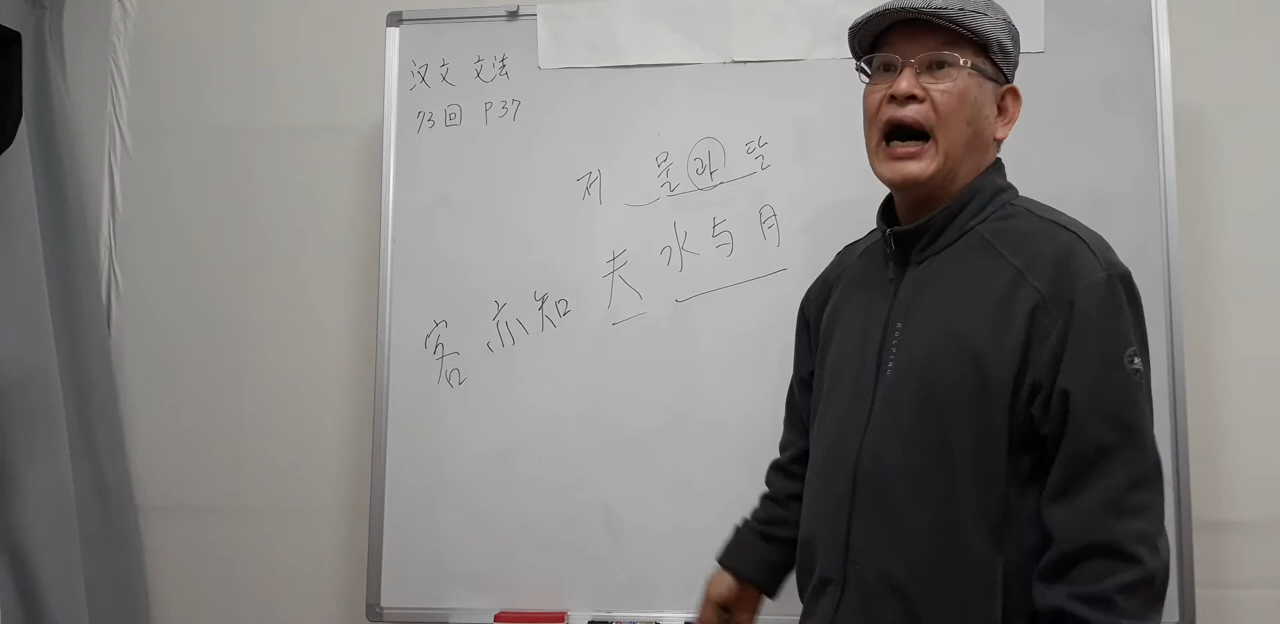 汉文 文法
73回 P37
저 물과 달
客亦知 夫 水与月